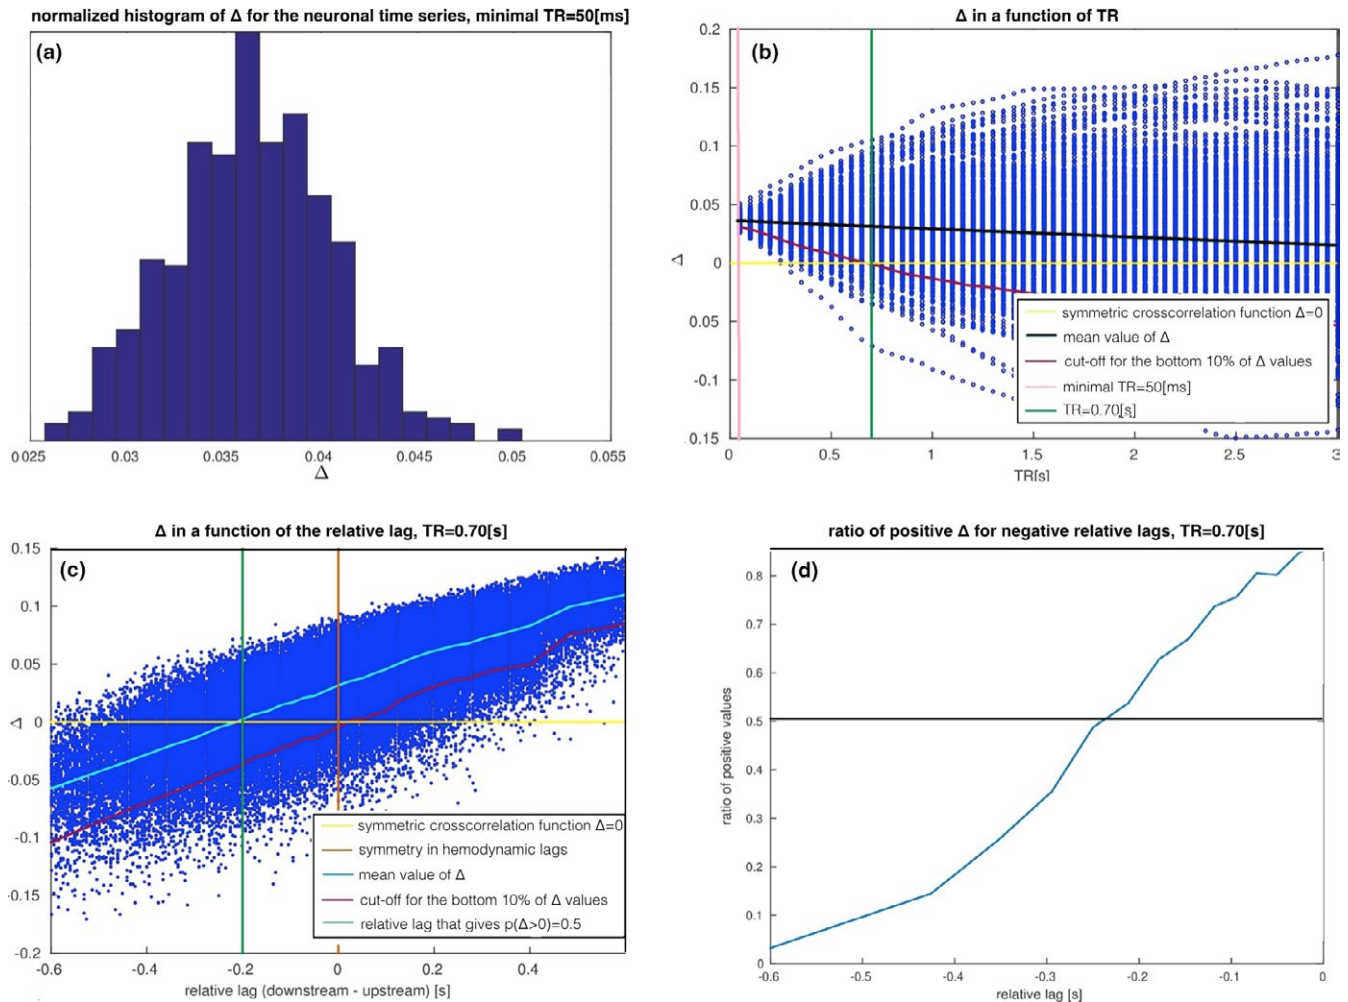 normalized histogram of Δ for the neuronal time series, minimal TR=50[ms]
(a)
0.025 0.03 0.035 0.04 0.045 0.05 0.055
Δ
Δ in a function of TR
(b)
0.2
0.15
0.1
0.05
0
0.05
-0.1
0.15
Δ
symmetric crosscorrelation function Δ=0
mean value of Δ
cut-off for the bottom 10% of Δ values
minimal TR=50[ms]
TR=0.70[s]
0 0.5 1 1.5 2 2.5 3
TR[s]
Δ in a function of the relative lag, TR=0.70[s]
(c)
0.15
0.1
0.05
0
0.05
-0.1
0.15
-0.2
Δ
symmetric crosscorrelation function Δ=0
symmetry in hemodynamic lags
mean value of Δ
cut-off for the bottom 10% of Δ values
relative lag that gives p(Δ>0)=0.5
-0.6 -0.4 -0.2 0 0.2 0.4
relative lag (downstream - upstream) [s]
ratio of positive Δ for negative relative lags, TR=0.70[s]
(d)
0.8
0.7
0.6
0.5
0.4
0.3
0.2
0.1
0
ratio of positive values
-0.6 -0.5 -0.4 -0.3 -0.2 -0.1 0
relative lag [s]